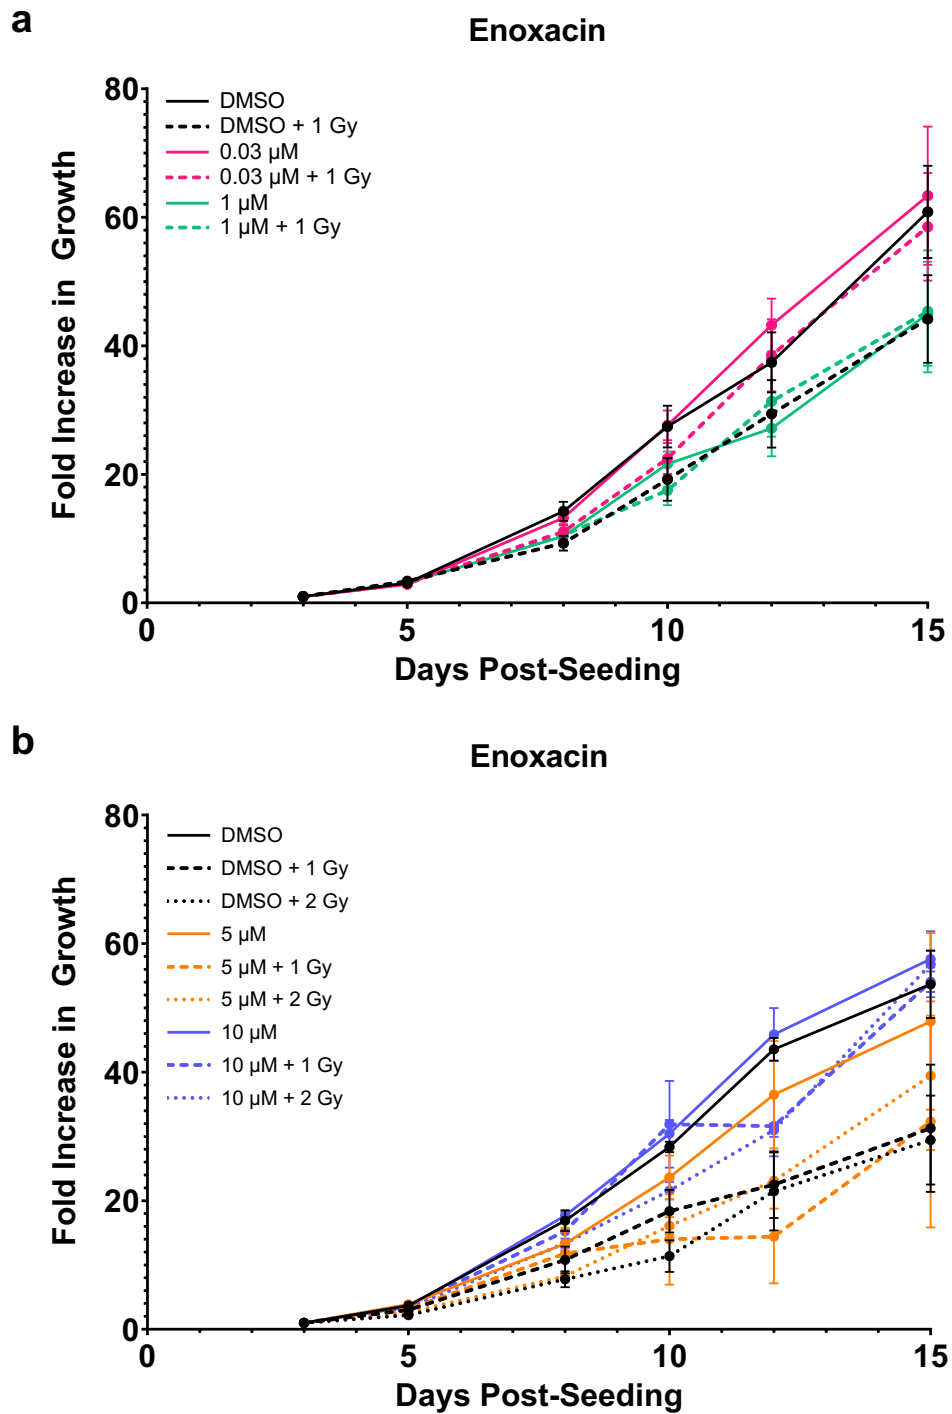 a
Enoxacin
80
60
40
20
0
Fold Increase in Growth
DMSO
DMSO + 1 Gy
0.03 µM
0.03 µM + 1 Gy
1 µM
1 µM + 1 Gy
0 5 10 15
Days Post-Seeding
b
Enoxacin
80
60
40
20
0
Fold Increase in Growth
DMSO
DMSO + 1 Gy
DMSO + 2 Gy
5 µM
5 µM + 1 Gy
5 µM + 2 Gy
10 µM
10 µM + 1 Gy
10 µM + 2 Gy
0 5 10 15
Days Post-Seeding